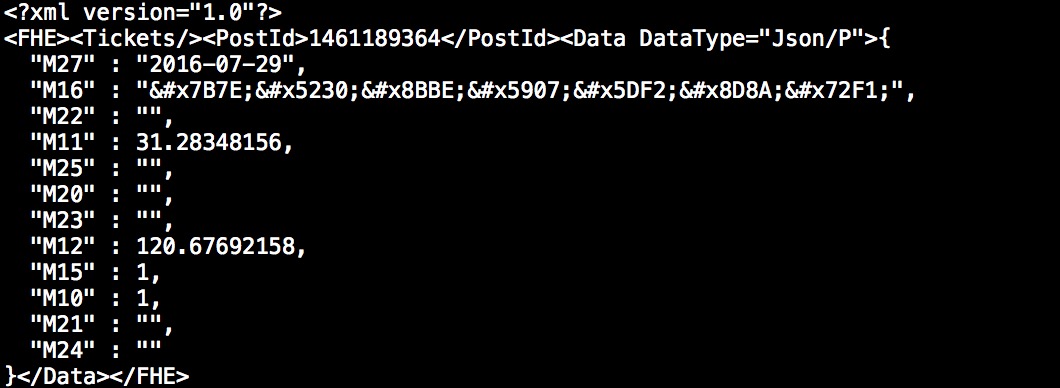 <?xml version="1.0"?>
<FHE><Tickets/><PostId>1461189364</PostId><Data DataType="Json/P">{
  "M27" : "2016-07-29",
  "M16" : "&#x7B7E;&#x5230;&#x8BBE;&#x5907;&#x5DF2;&#x8D8A;&#x72F1;",
  "M22" : "",
  "M11" : 31.28348156,
  "M25" : "",
  "M20" : "",
  "M23" : "",
  "M12" : 120.67692158,
  "M15" : 1,
  "M10" : 1,
  "M21" : "",
  "M24" : ""
}</Data></FHE>